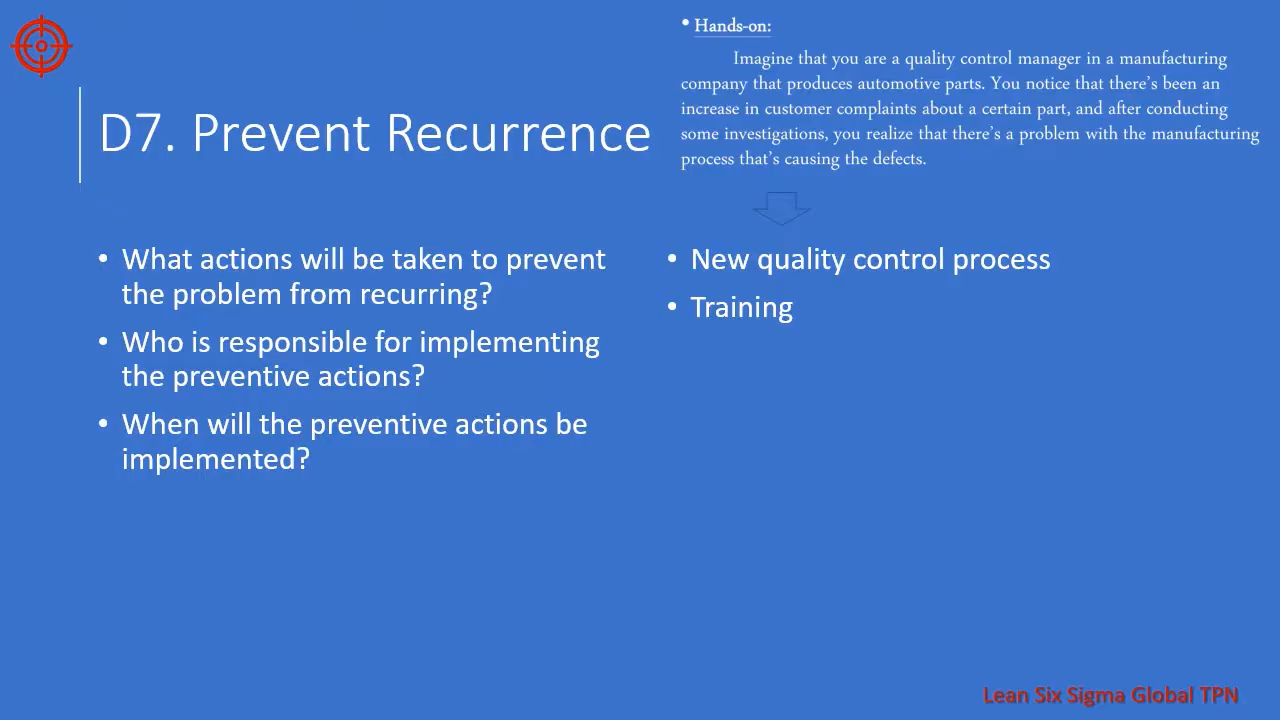 • Hands-on:
Imagine that you are a quality control manager in a manufacturing
company that produces automotive parts. You notice that there's been an
increase in customer complaints about a certain part, and after conducting
some investigations, you realize that there's a problem with the manufacturing
process that's causing the defects.
D7. Prevent Recurrence
• What actions will be taken to prevent
the problem from recurring?
• Who is responsible for implementing
the preventive actions?
• When will the preventive actions be
implemented?
• New quality control process
• Training
Lean Six Sigma Global TPN